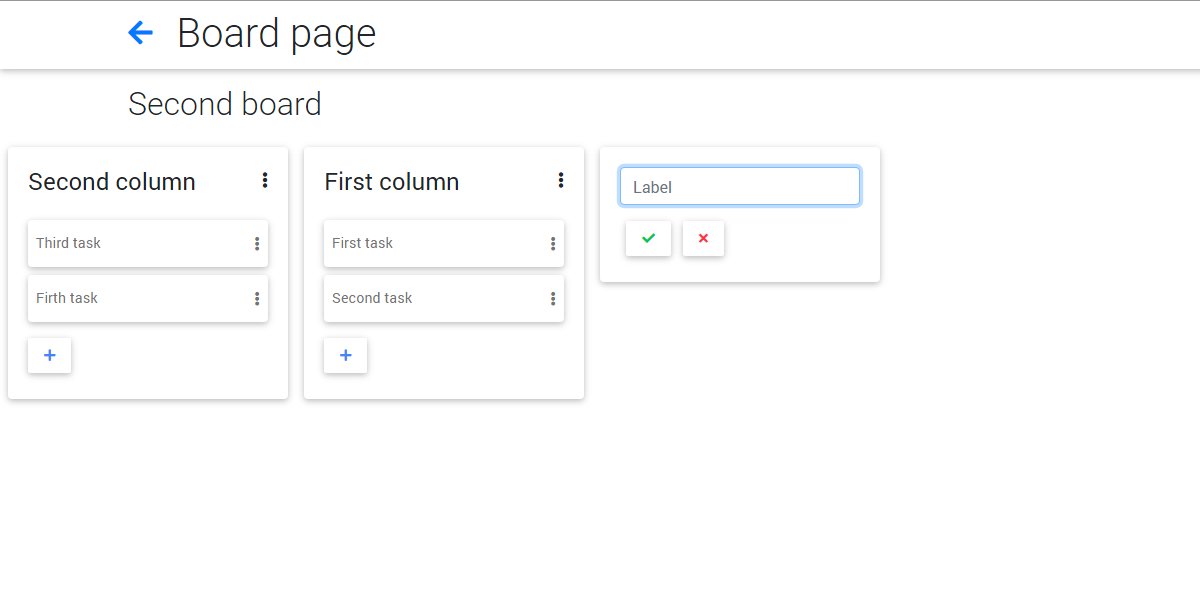 Board page
Second board
Second column
Third task
Firth task
First column
First task
Second task
Label